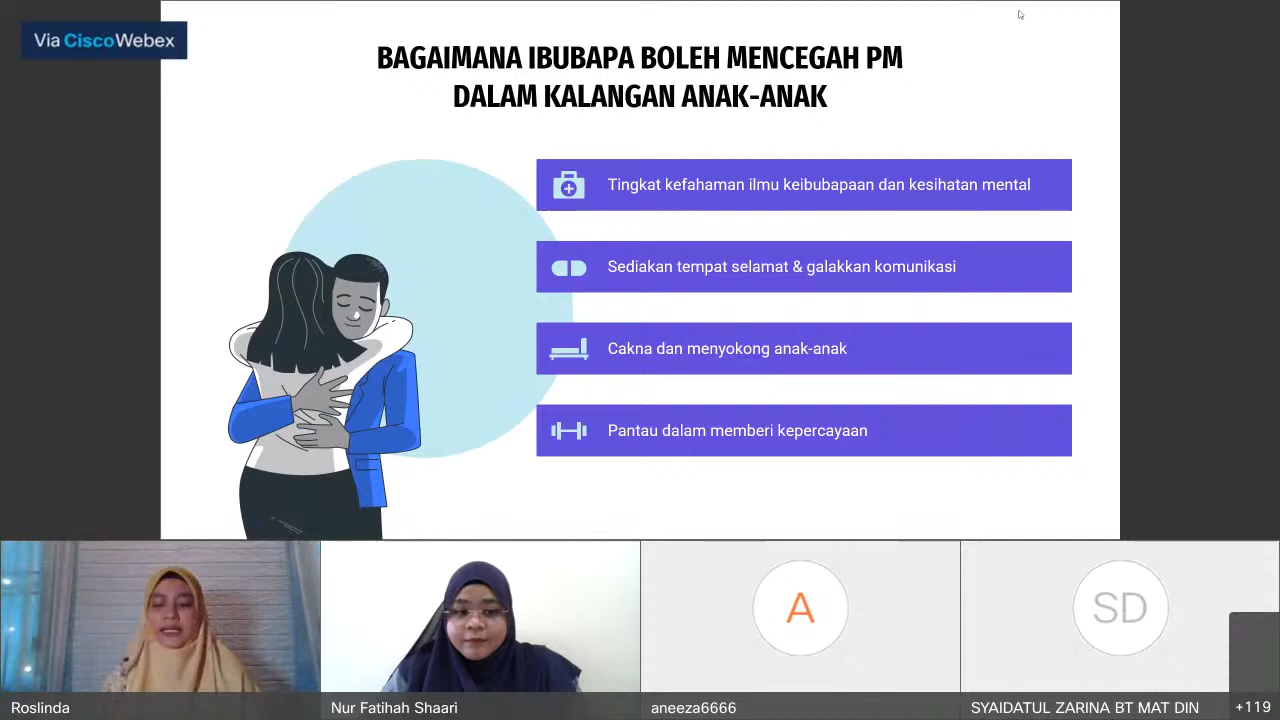 Via CiscoWebex
BAGAIMANA IBUBAPA BOLEH MENCEGAH PM
DALAM KALANGAN ANAK-ANAK
Tingkat kefahaman ilmu keibubapaan dan kesihatan mental
Sediakan tempat selamat & galakkan komunikasi
Cakna dan menyokong anak-anak
Pantau dalam memberi kepercayaan
A
SD
Roslinda
Nur Fatihah Shaari
aneeza6666
SYAIDATUL ZARINA BT MAT DIN
+119